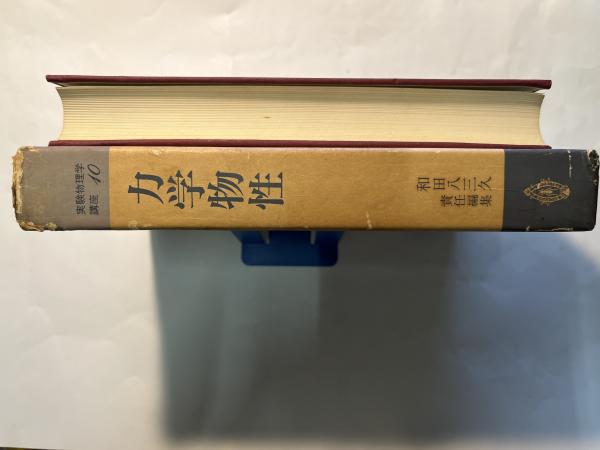 実験物理学
講座
10
力学物性
和田八三久
責任編集